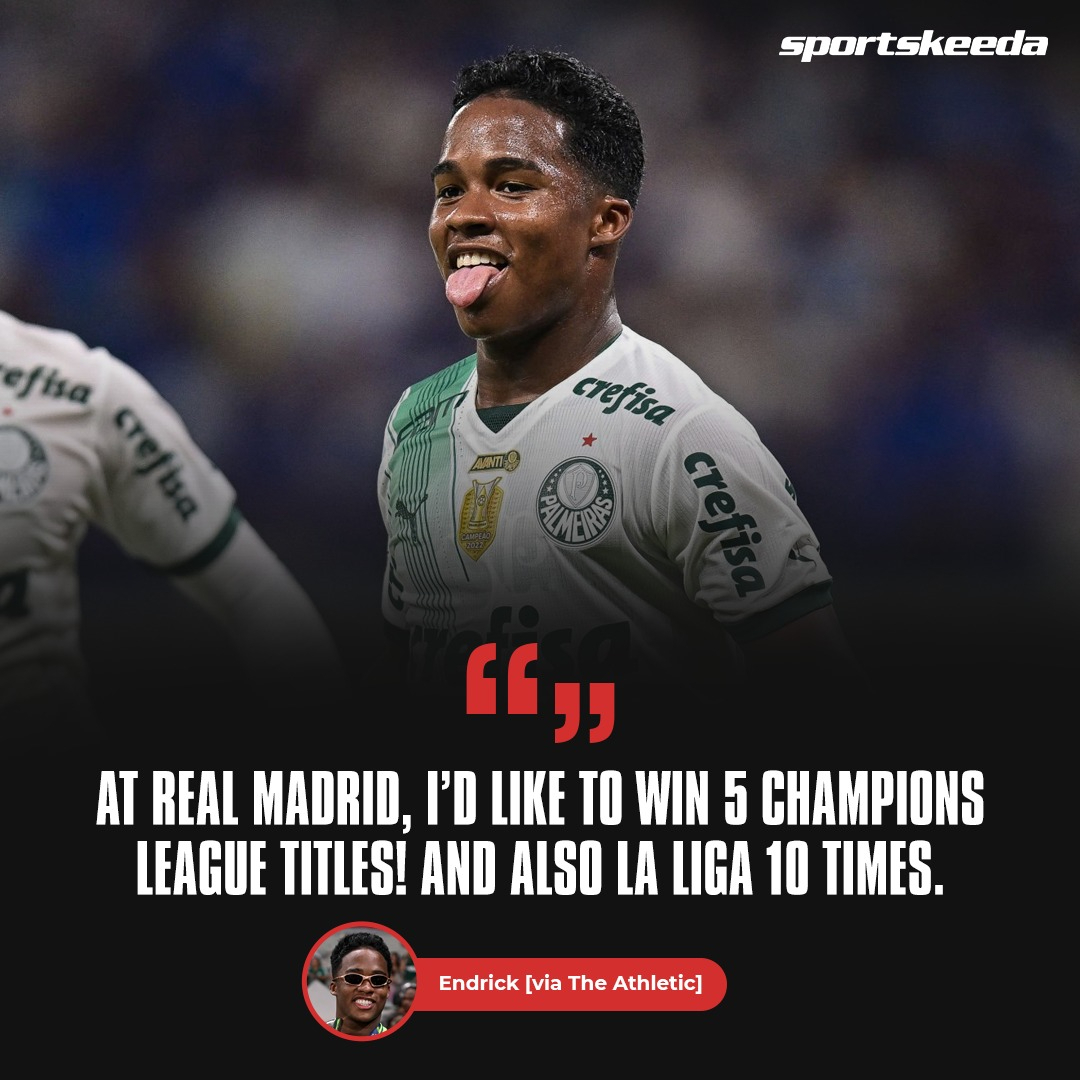 sportskeeda
crefisa
crefisa
crefisa
AVANTI
PALMEIRAS
crefisa
CAMPEÃO
2022
crefisa
AT REAL MADRID, I'D LIKE TO WIN 5 CHAMPIONS
LEAGUE TITLES! AND ALSO LA LIGA 10 TIMES.
Endrick [via The Athletic]